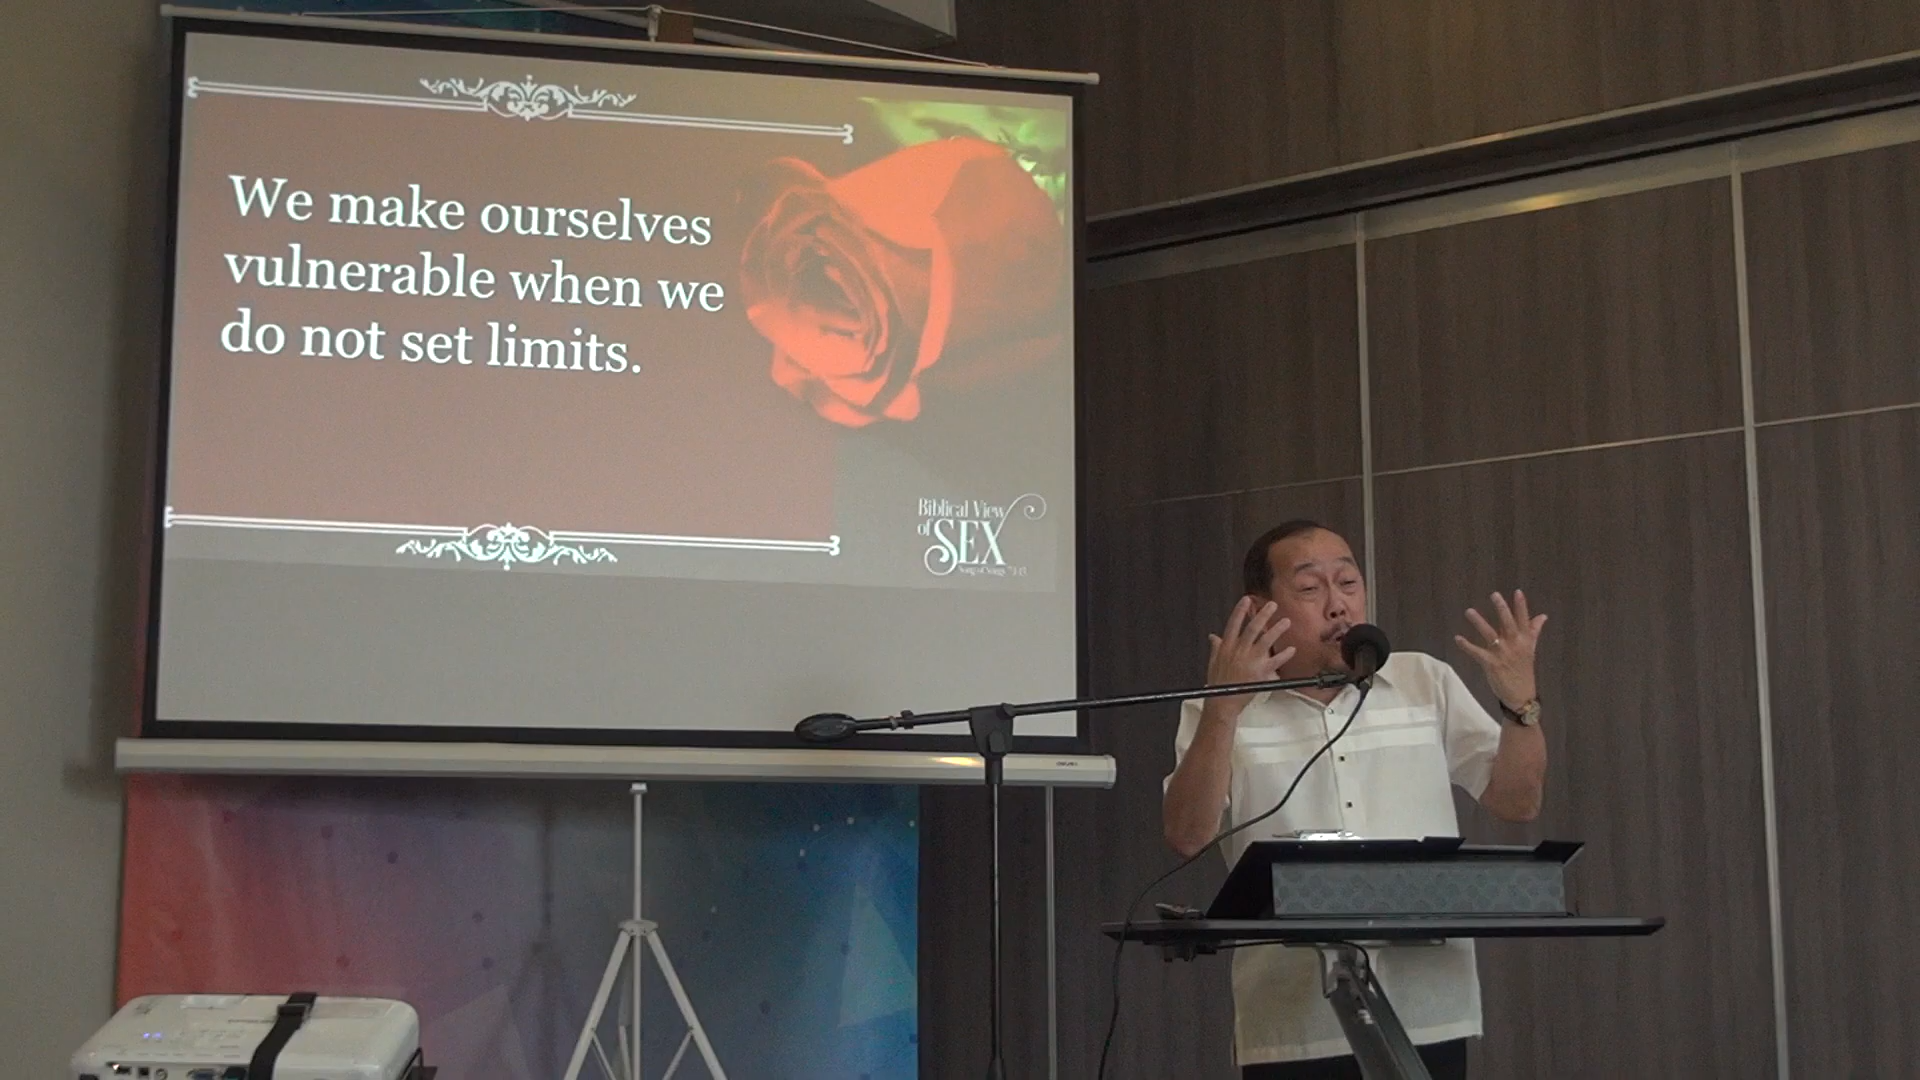 We make ourselves
vulnerable when we
do not set limits.
Biblical View
of
SEX